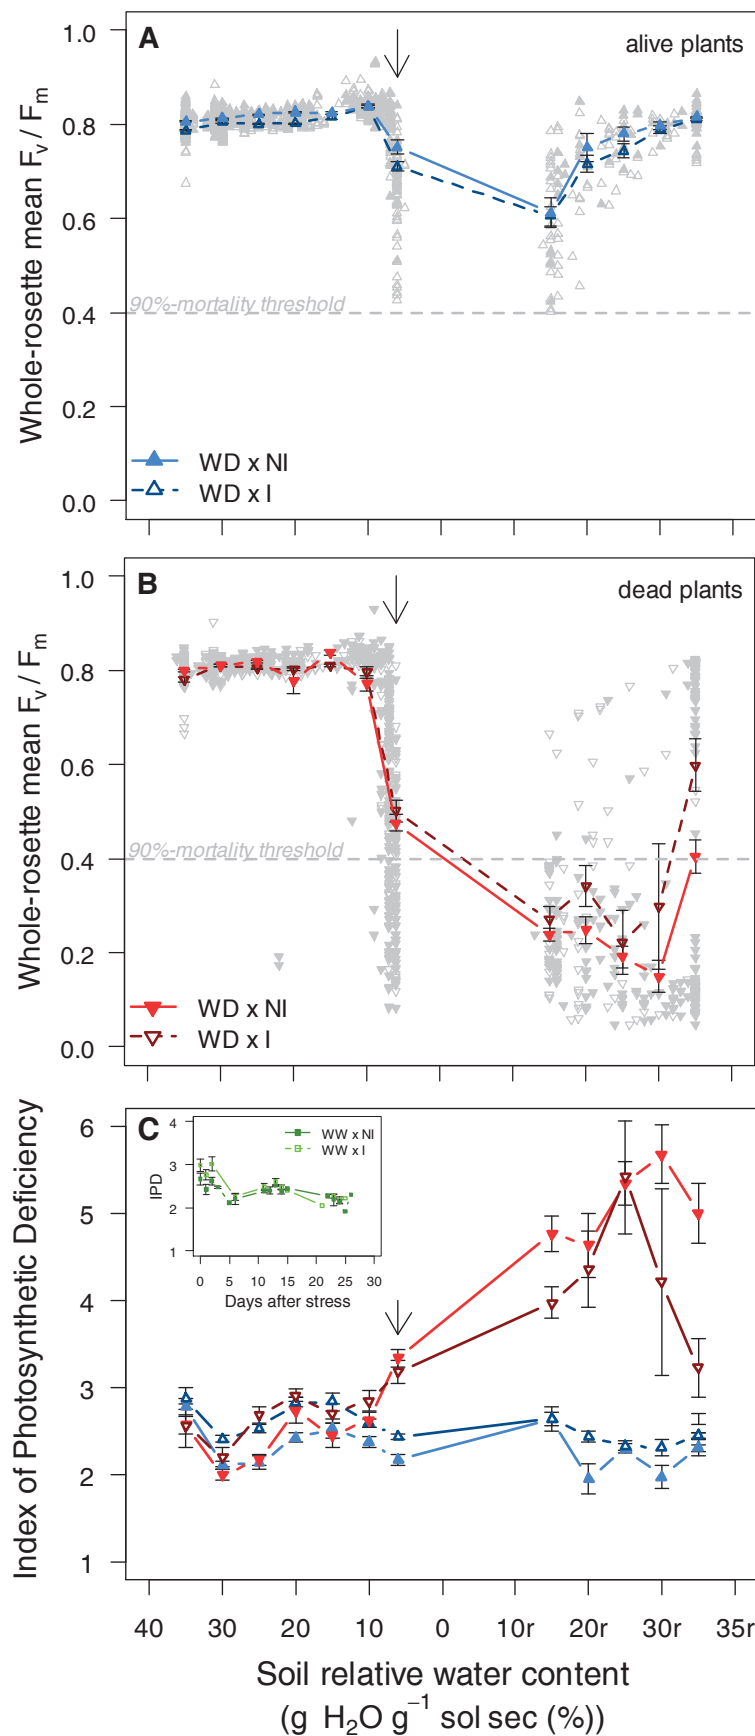 A
alive plants
1.0
0.8
0.6
0.4
0.2
0.0
Whole-rosette mean Fv / Fm
90%-mortality threshold
WD x NI
WD x I
B
dead plants
1.0
0.8
0.6
0.4
0.2
0.0
Whole-rosette mean Fv / Fm
90%-mortality threshold
WD x NI
WD x I
C
6
5
4
3
2
1
Index of Photosynthetic Deficiency
4
3
2
1
IPD
WW x NI
WW x I
0 5 10 15 20 25 30
Days after stress
40 30 20 10 0 10r 20r 30r 35r
Soil relative water content
(g H₂O g⁻¹ sol sec (%))